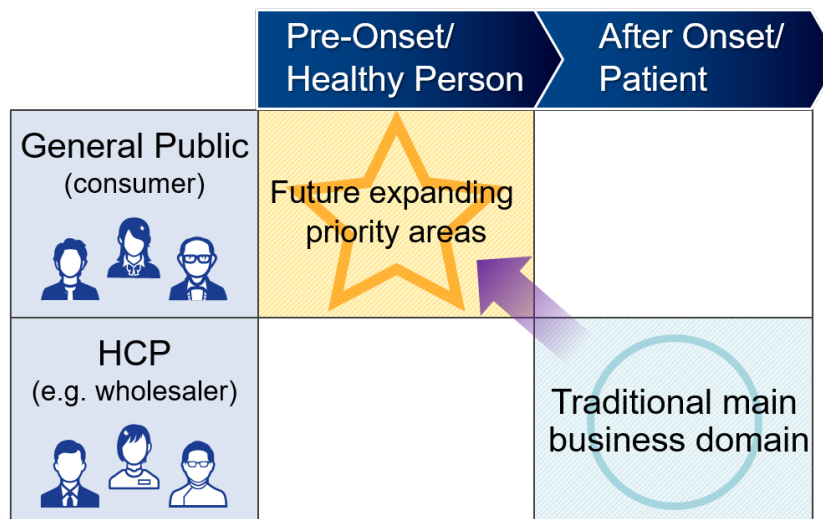 Pre-Onset/
Healthy Person
After Onset/
Patient
General Public
(consumer)
Future expanding
priority areas
HCP
(e.g. wholesaler)
Traditional main
business domain